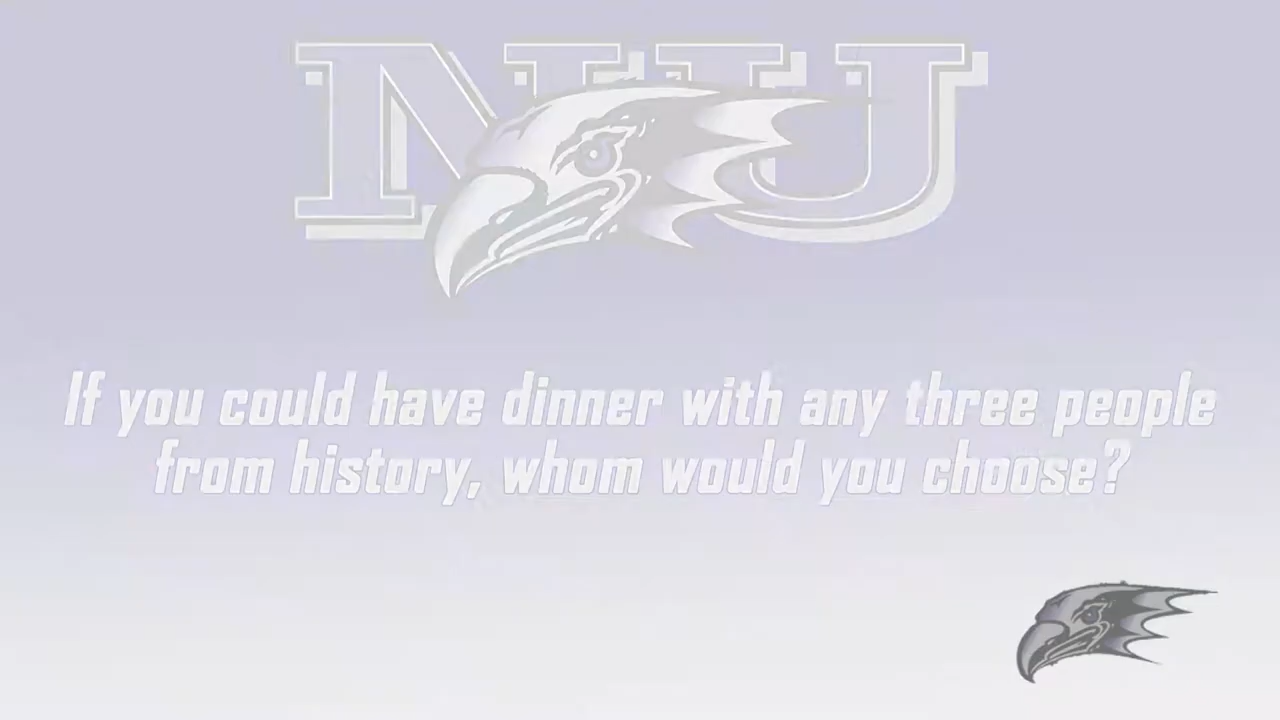 NU
If you could have dinner with any three people
from history, whom would you choose?